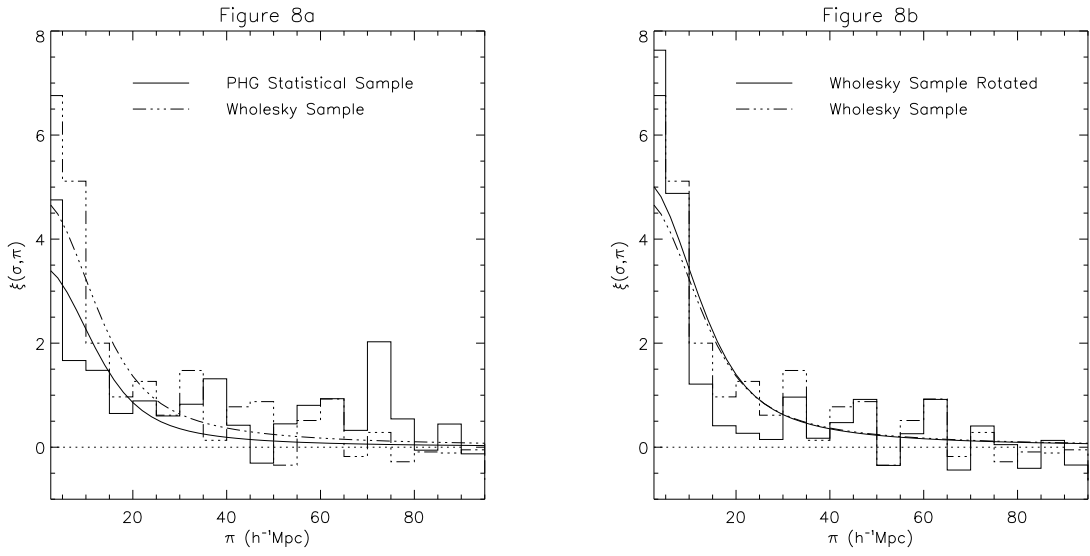 Figure 8a
8
6
4
2
0
ξ(σ,π)
PHG Statistical Sample
Wholesky Sample
20 40 60 80
π (h⁻¹Mpc)
Figure 8b
8
6
4
2
0
ξ(σ,π)
Wholesky Sample Rotated
Wholesky Sample
20 40 60 80
π (h⁻¹Mpc)